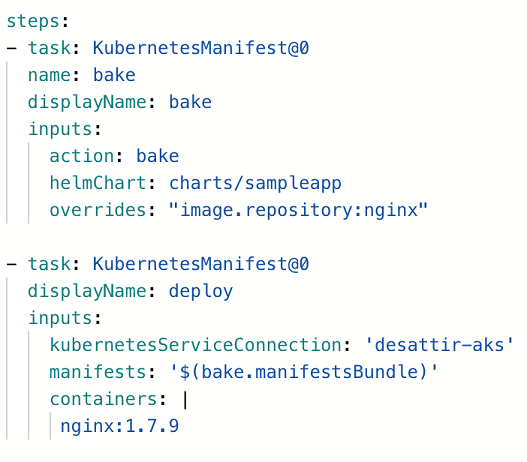 steps:
- task: KubernetesManifest@0
  name: bake
  displayName: bake
  inputs:
    action: bake
    helmChart: charts/sampleapp
    overrides: "image.repository:nginx"

- task: KubernetesManifest@0
  displayName: deploy
  inputs:
    kubernetesServiceConnection: 'desattir-aks'
    manifests: '$(bake.manifestsBundle)'
    containers: |
     nginx:1.7.9